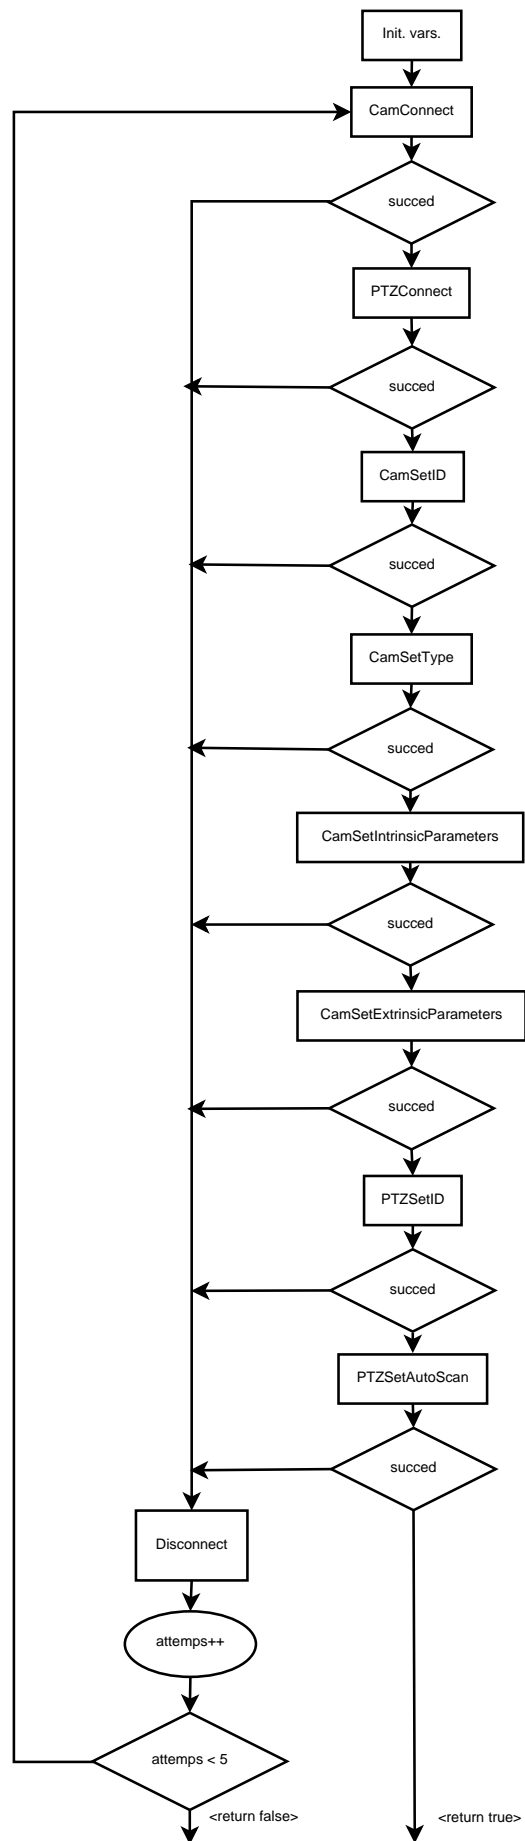 Init. vars.
CamConnect
succed
PTZConnect
succed
CamSetID
succed
CamSetType
succed
CamSetIntrinsicParameters
succed
CamSetExtrinsicParameters
succed
PTZSetID
succed
PTZSetAutoScan
succed
Disconnect
attemps++
attemps < 5
<return false>
<return true>